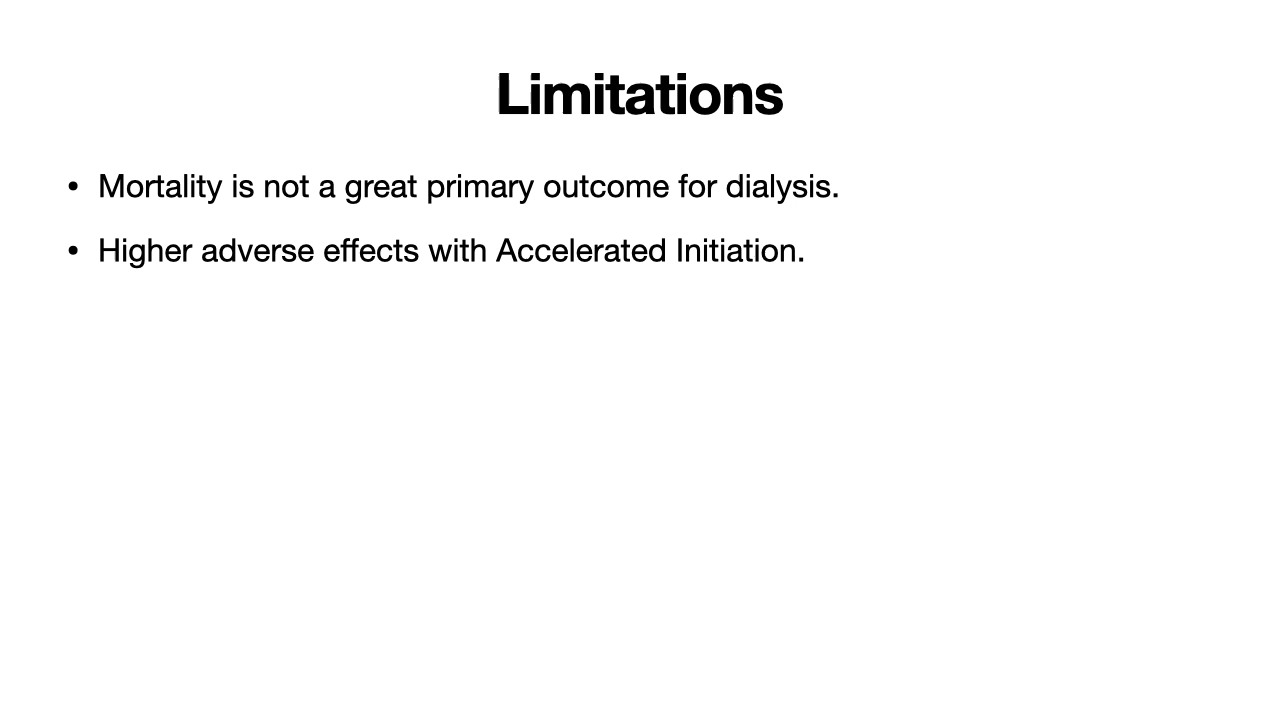 Limitations
• Mortality is not a great primary outcome for dialysis.
• Higher adverse effects with Accelerated Initiation.